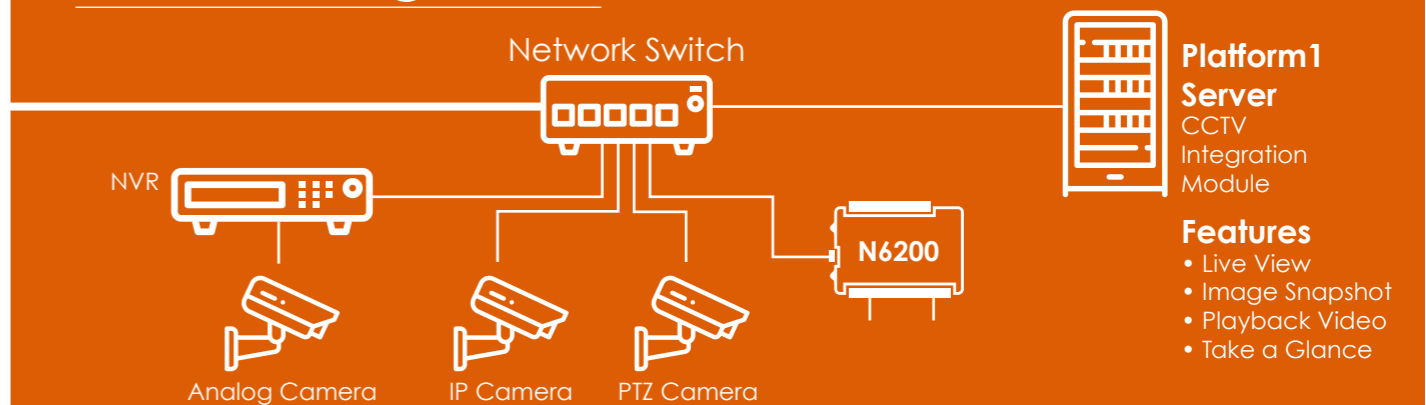 Network Switch
Platform1
Server
CCTV
Integration
Module
NVR
N6200
Features
• Live View
• Image Snapshot
• Playback Video
• Take a Glance
Analog Camera
IP Camera
PTZ Camera